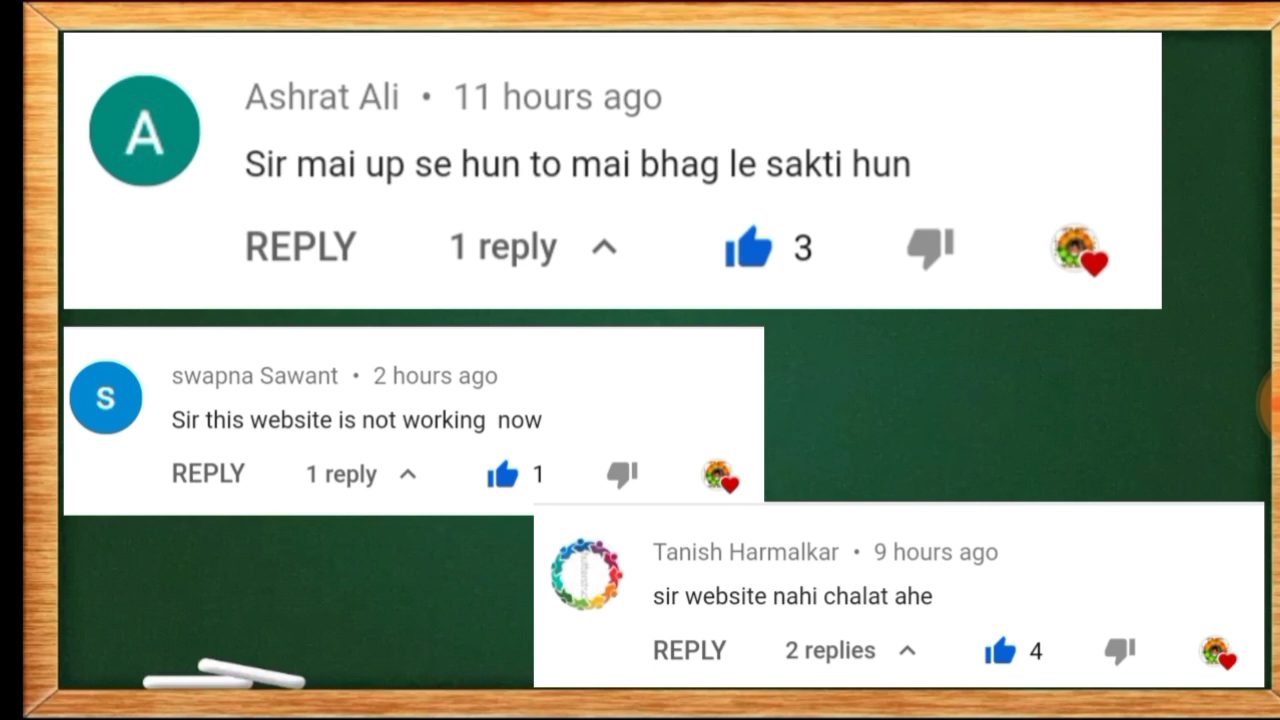 A
Ashrat Ali • 11 hours ago
Sir mai up se hun to mai bhag le sakti hun
REPLY 1 reply 3
S
swapna Sawant • 2 hours ago
Sir this website is not working now
REPLY 1 reply 1
Tanish Harmalkar • 9 hours ago
sir website nahi chalat ahe
REPLY 2 replies 4